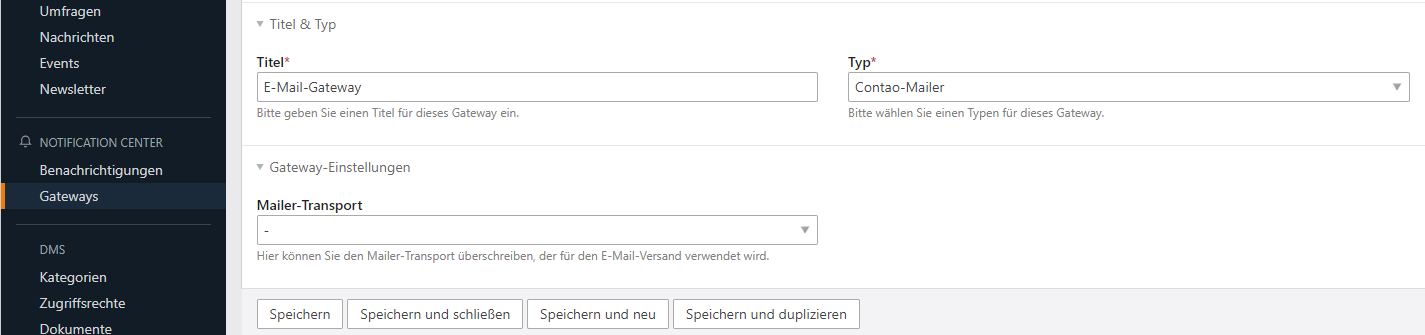 Umfragen
Nachrichten
Events
Newsletter
NOTIFICATION CENTER
Benachrichtigungen
Gateways
DMS
Kategorien
Zugriffsrechte
Dokumente
Titel & Typ
Titel*
E-Mail-Gateway
Bitte geben Sie einen Titel für dieses Gateway ein.
Typ*
Contao-Mailer
Bitte wählen Sie einen Typen für dieses Gateway.
Gateway-Einstellungen
Mailer-Transport
-
Hier können Sie den Mailer-Transport überschreiben, der für den E-Mail-Versand verwendet wird.
Speichern
Speichern und schließen
Speichern und neu
Speichern und duplizieren